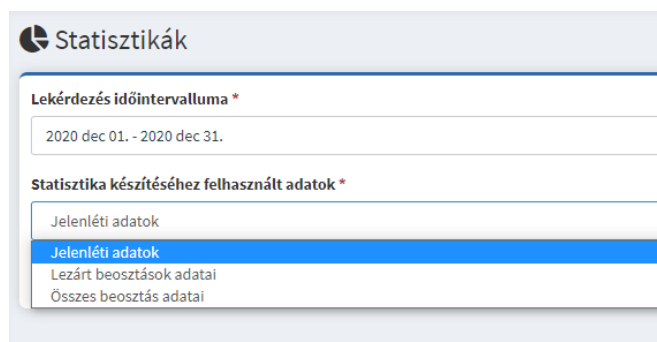 Statisztikák
Lekérdezés időintervalluma *
2020 dec 01. - 2020 dec 31.
Statisztika készítéséhez felhasznált adatok *
Jelenléti adatok
Jelenléti adatok
Lezárt beosztások adatai
Összes beosztás adatai